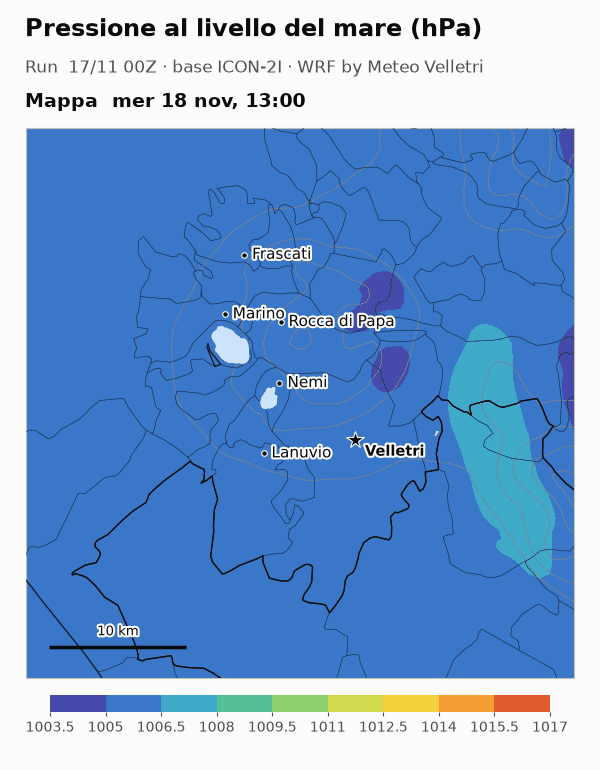 Pressione al livello del mare (hPa)
Run  17/11 00Z · base ICON-2I · WRF by Meteo Velletri
Mappa  mer 18 nov, 13:00
Frascati
Marino
Rocca di Papa
Nemi
Velletri
Lanuvio
10 km
1003.5 1005 1006.5 1008 1009.5 1011 1012.5 1014 1015.5 1017